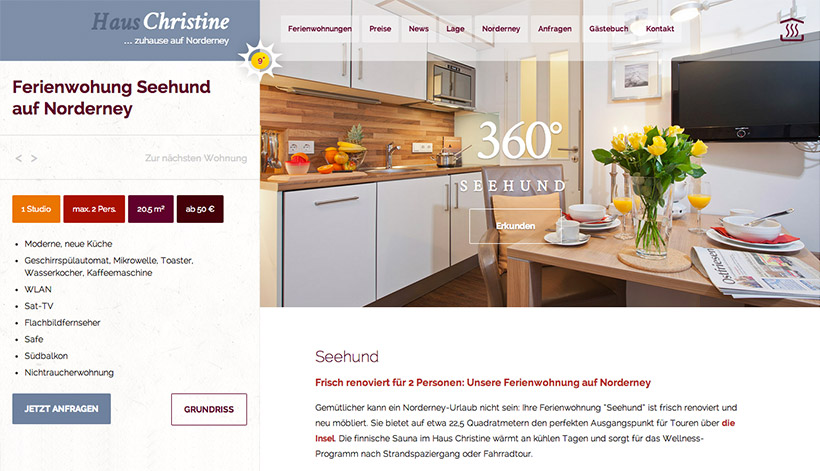 Haus Christine
... zuhause auf Norderney
9°
Ferienwohnungen Preise News Lage Norderney Anfragen Gästebuch Kontakt
Ferienwohung Seehund
auf Norderney
< >
Zur nächsten Wohnung
1 Studio
max. 2 Pers.
20,5 m²
ab 50 €
• Moderne, neue Küche
• Geschirrspülautomat, Mikrowelle, Toaster,
Wasserkocher, Kaffeemaschine
• WLAN
• Sat-TV
• Flachbildfernseher
• Safe
• Südbalkon
• Nichtraucherwohnung
JETZT ANFRAGEN
GRUNDRISS
360°
SEEHUND
Erkunden
Ostfriesen
Seehund
Frisch renoviert für 2 Personen: Unsere Ferienwohnung auf Norderney
Gemütlicher kann ein Norderney-Urlaub nicht sein: Ihre Ferienwohnung "Seehund" ist frisch renoviert und
neu möbliert. Sie bietet auf etwa 22,5 Quadratmetern den perfekten Ausgangspunkt für Touren über die
Insel. Die finnische Sauna im Haus Christine wärmt an kühlen Tagen und sorgt für das Wellness-
Programm nach Strandspaziergang oder Fahrradtour.